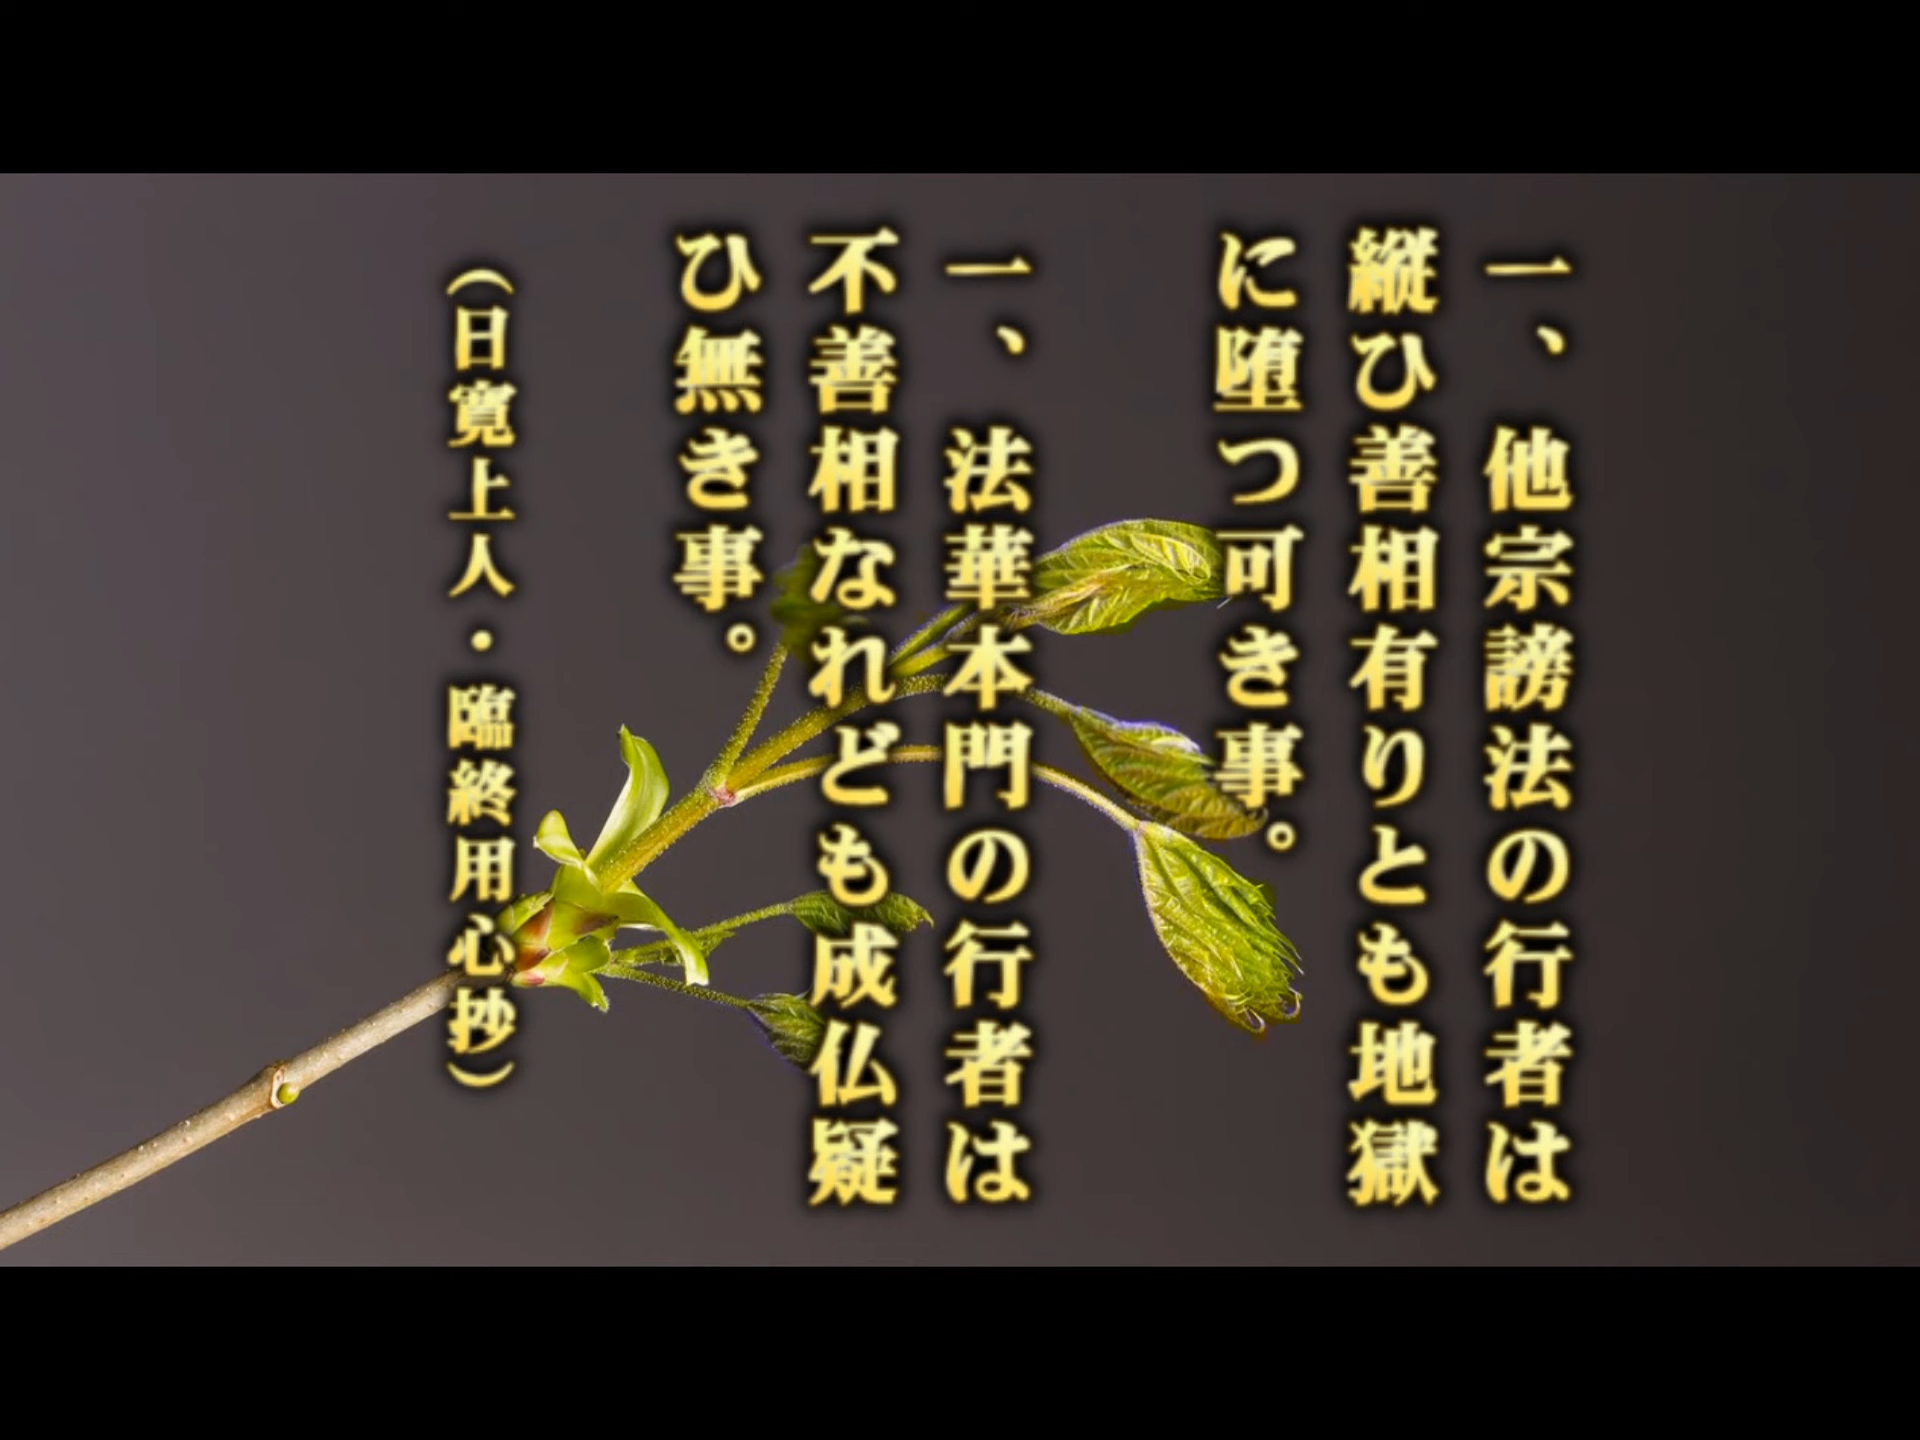 一、他宗謗法の行者は
縦ひ善相有りとも地獄
に堕つ可き事。
一、法華本門の行者は
不善相なれども成仏疑
ひ無き事。
（日寛上人・臨終用心抄）